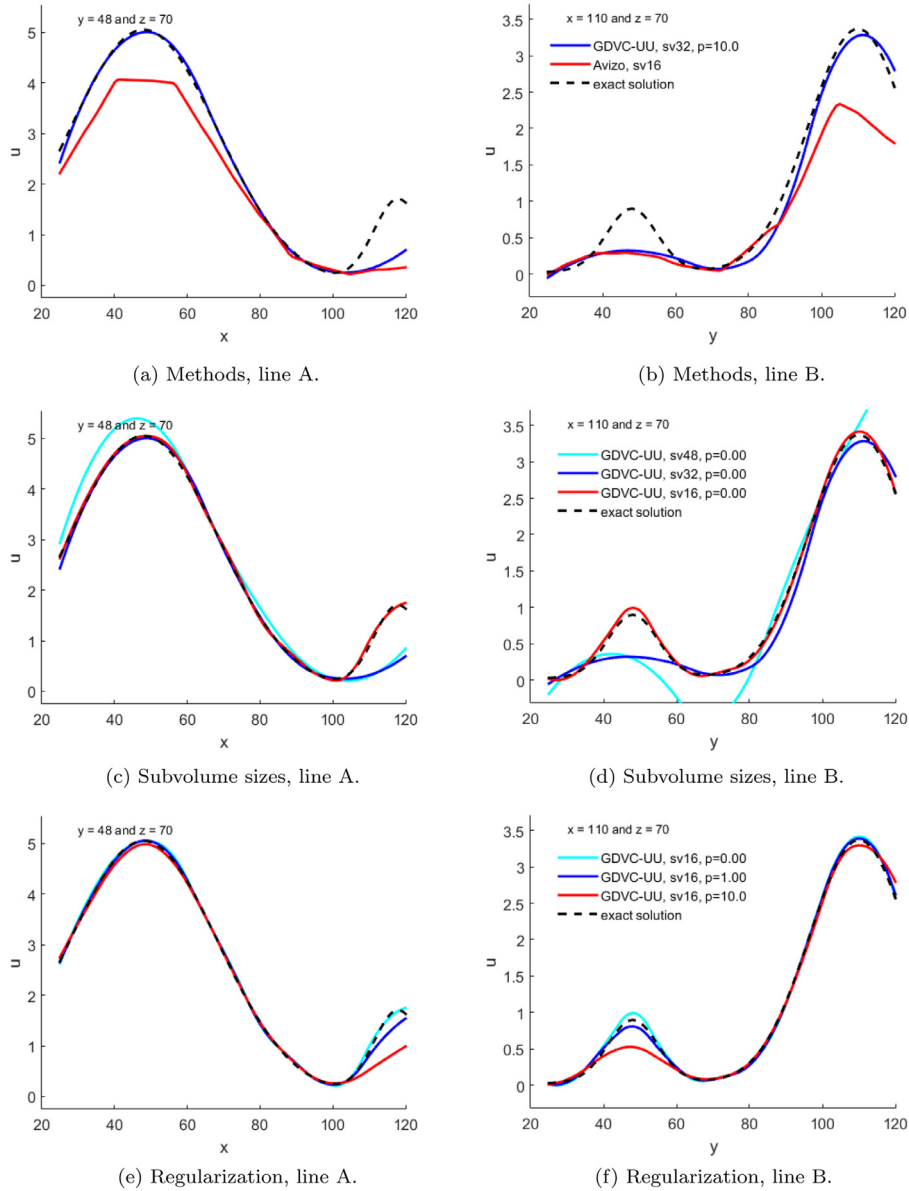 y = 48 and z = 70
5
4
3
2
1
0
u
20 40 60 80 100 120
x
(a) Methods, line A.
x = 110 and z = 70
GDVC-UU, sv32, p=10.0
Avizo, sv16
exact solution
3.5
3
2.5
2
1.5
1
0.5
0
u
20 40 60 80 100 120
y
(b) Methods, line B.
y = 48 and z = 70
5
4
3
2
1
0
u
20 40 60 80 100 120
x
(c) Subvolume sizes, line A.
x = 110 and z = 70
GDVC-UU, sv48, p=0.00
GDVC-UU, sv32, p=0.00
GDVC-UU, sv16, p=0.00
exact solution
3.5
3
2.5
2
1.5
1
0.5
0
u
20 40 60 80 100 120
y
(d) Subvolume sizes, line B.
y = 48 and z = 70
5
4
3
2
1
0
u
20 40 60 80 100 120
x
(e) Regularization, line A.
x = 110 and z = 70
GDVC-UU, sv16, p=0.00
GDVC-UU, sv16, p=1.00
GDVC-UU, sv16, p=10.0
exact solution
3.5
3
2.5
2
1.5
1
0.5
0
u
20 40 60 80 100 120
y
(f) Regularization, line B.